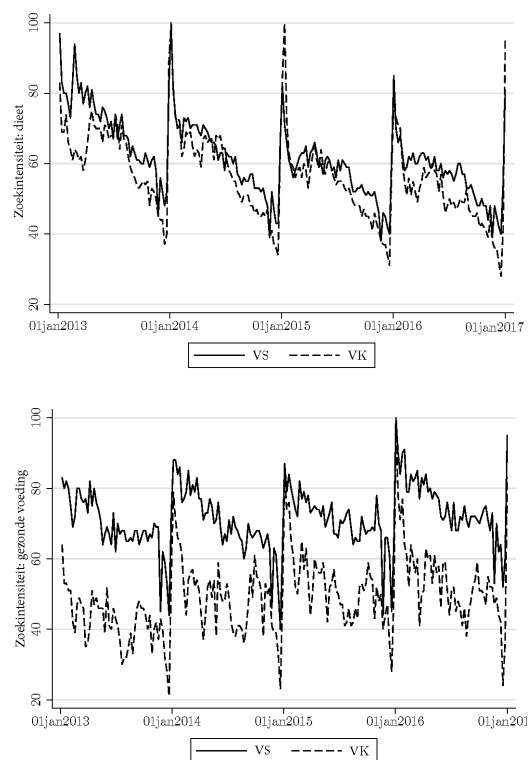 Zoekintensiteit: dieet
100
80
60
40
20
01jan2013 01jan2014 01jan2015 01jan2016 01jan2017
VS VK
Zoekintensiteit: gezonde voeding
100
80
60
40
20
01jan2013 01jan2014 01jan2015 01jan2016 01jan201
VS VK